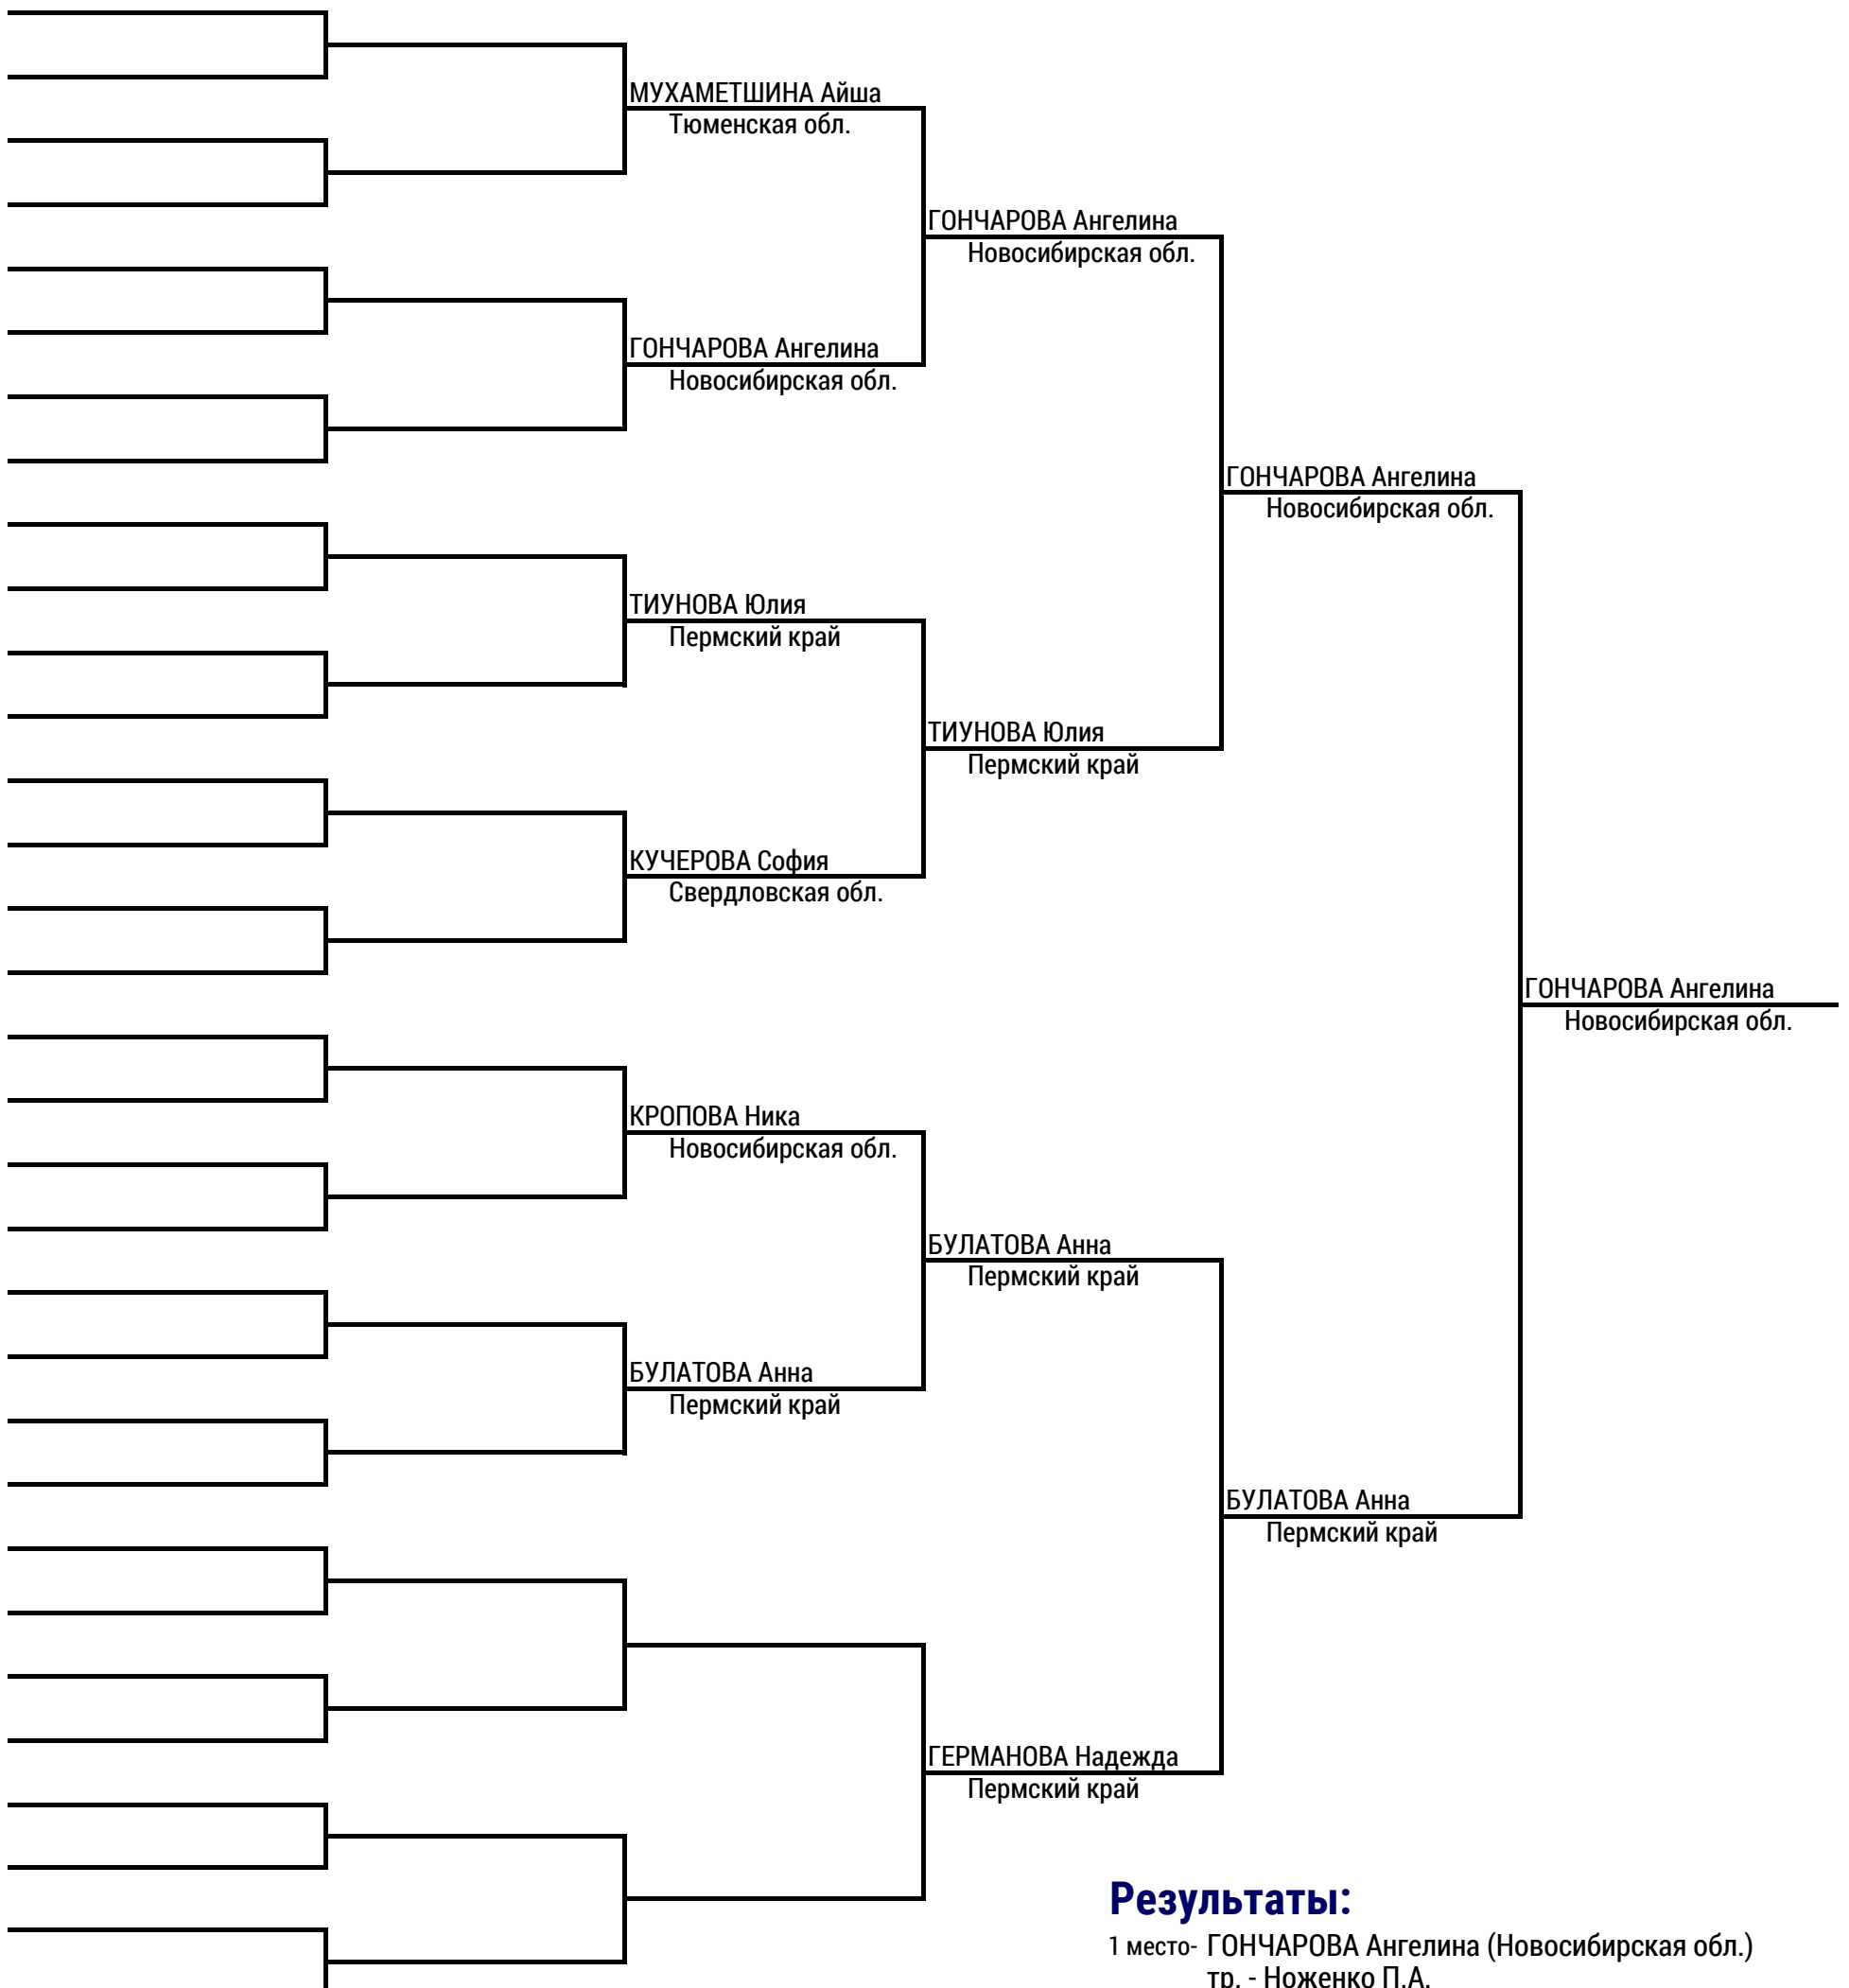 МУХАМЕТШИНА Айша
Тюменская обл.
ГОНЧАРОВА Ангелина
Новосибирская обл.
ГОНЧАРОВА Ангелина
Новосибирская обл.
ГОНЧАРОВА Ангелина
Новосибирская обл.
ТИУНОВА Юлия
Пермский край
ТИУНОВА Юлия
Пермский край
КУЧЕРОВА София
Свердловская обл.
ГОНЧАРОВА Ангелина
Новосибирская обл.
КРОПОВА Ника
Новосибирская обл.
БУЛАТОВА Анна
Пермский край
БУЛАТОВА Анна
Пермский край
БУЛАТОВА Анна
Пермский край
ГЕРМАНОВА Надежда
Пермский край
Результаты:
1 место- ГОНЧАРОВА Ангелина (Новосибирская обл.)
тр. - Ноженко П.А.